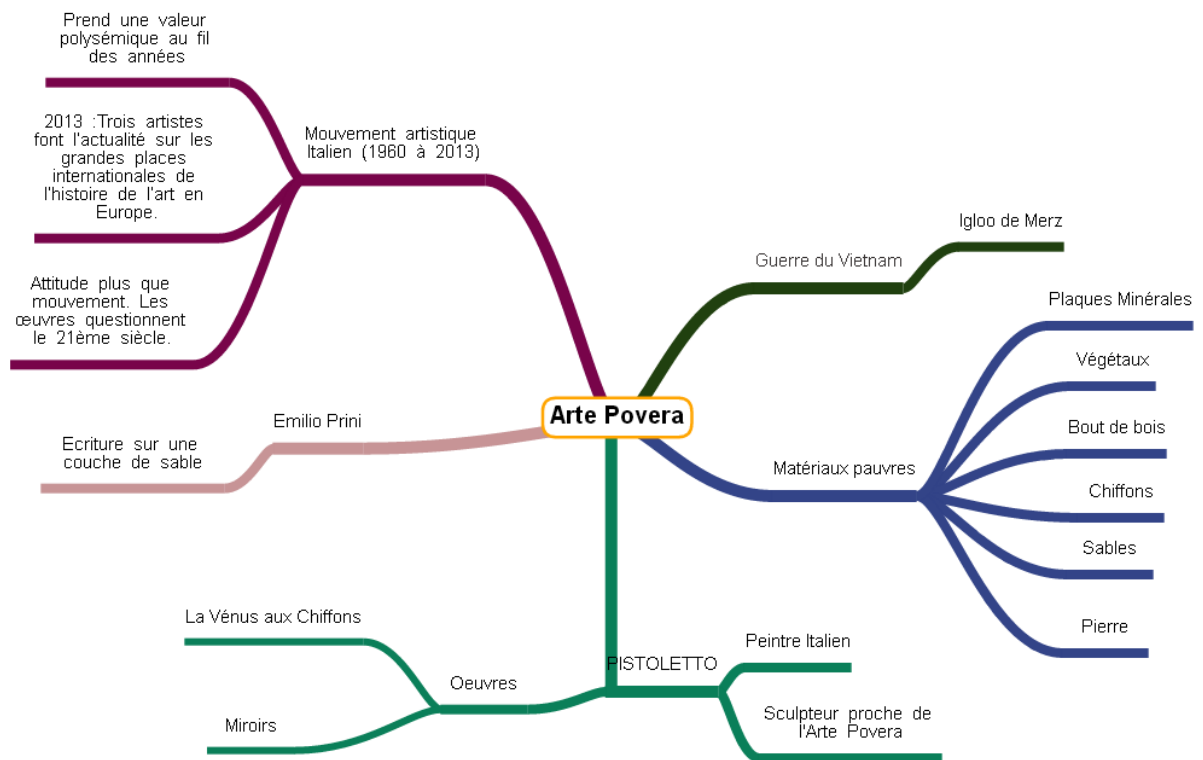 Prend une valeur
polysémique au fil
des années
2013 :Trois artistes
font l'actualité sur les
grandes places
internationales de
l'histoire de l'art en
Europe.
Attitude plus que
mouvement. Les
œuvres questionnent
le 21ème siècle.
Mouvement artistique
Italien (1960 à 2013)
Igloo de Merz
Guerre du Vietnam
Plaques Minérales
Végétaux
Bout de bois
Chiffons
Sables
Pierre
Matériaux pauvres
Arte Povera
Emilio Prini
Ecriture sur une
couche de sable
La Vénus aux Chiffons
Miroirs
Oeuvres
PISTOLETTO
Peintre Italien
Sculpteur proche de
l'Arte Povera